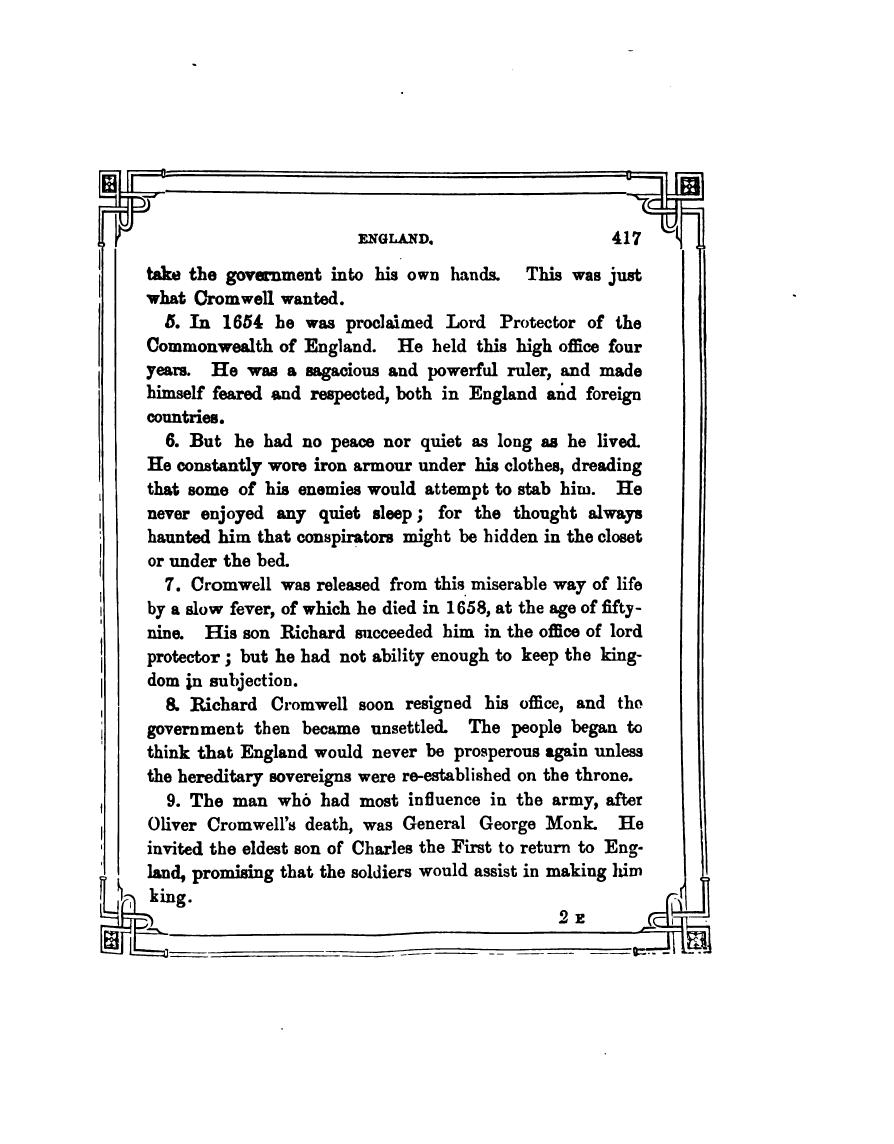 ENGLAND. 417
take the government into his own hands. This was just
what Cromwell wanted.
5. In 1654 he was proclaimed Lord Protector of the
Commonwealth of England. He held this high office four
years. He was a sagacious and powerful ruler, and made
himself feared and respected, both in England and foreign
countries.
6. But he had no peace nor quiet as long as he lived.
He constantly wore iron armour under his clothes, dreading
that some of his enemies would attempt to stab him. He
never enjoyed any quiet sleep; for the thought always
haunted him that conspirators might be hidden in the closet
or under the bed.
7. Cromwell was released from this miserable way of life
by a slow fever, of which he died in 1658, at the age of fifty-
nine. His son Richard succeeded him in the office of lord
protector; but he had not ability enough to keep the king-
dom in subjection.
8. Richard Cromwell soon resigned his office, and the
government then became unsettled. The people began to
think that England would never be prosperous again unless
the hereditary sovereigns were re-established on the throne.
9. The man who had most influence in the army, after
Oliver Cromwell's death, was General George Monk. He
invited the eldest son of Charles the First to return to Eng-
land, promising that the soldiers would assist in making him
king.
2 E